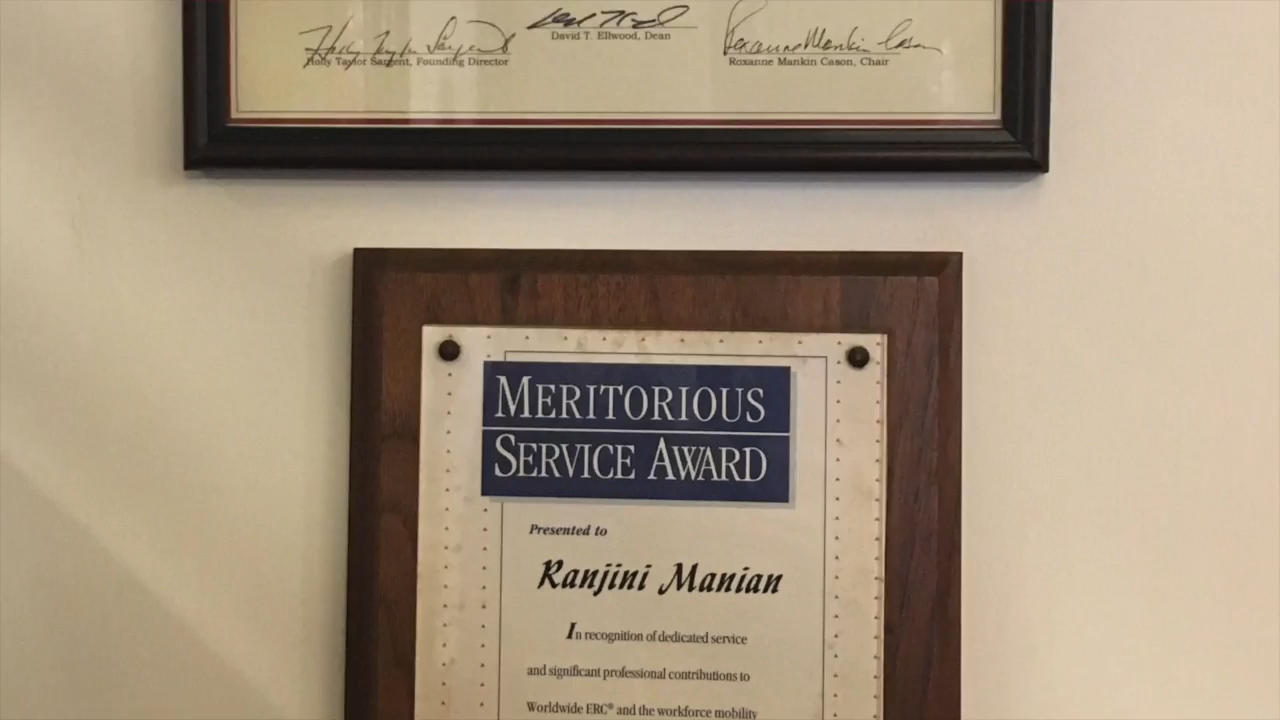 David T. Ellwood, Dean
Holly Taylor Sargent, Founding Director
Roxanne Mankin Cason, Chair
MERITORIOUS
SERVICE AWARD
Presented to
Ranjini Manian
In recognition of dedicated service
and significant professional contributions to
Worldwide ERC® and the workforce mobility